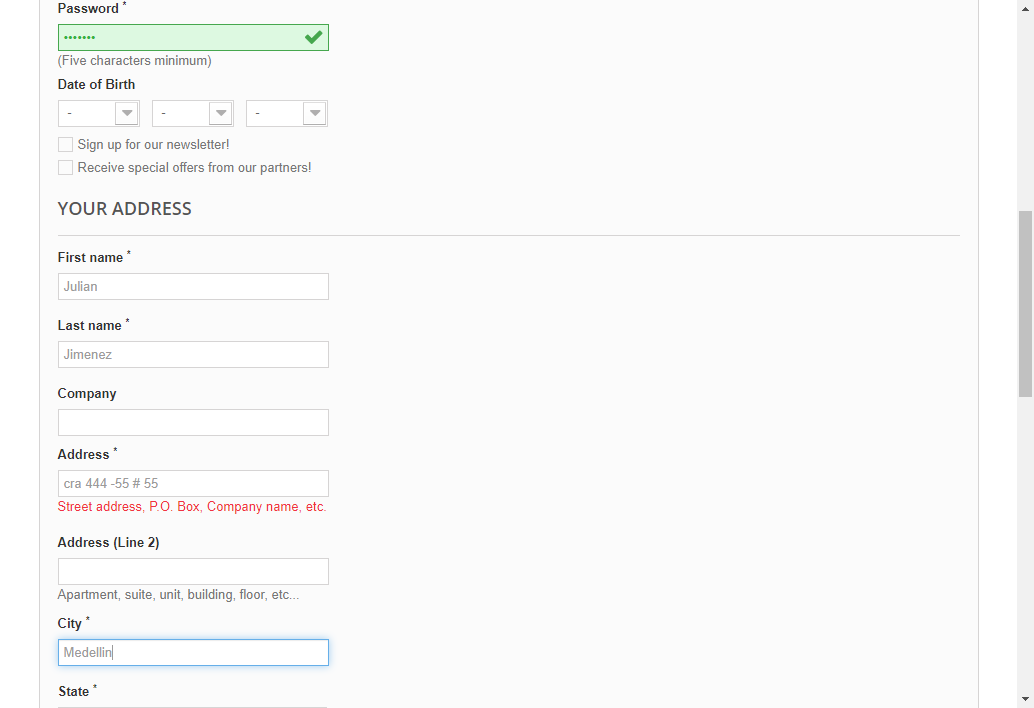 Password *
•••••••
(Five characters minimum)
Date of Birth
- - -
Sign up for our newsletter!
Receive special offers from our partners!
YOUR ADDRESS
First name *
Julian
Last name *
Jimenez
Company
Address *
cra 444 -55 # 55
Street address, P.O. Box, Company name, etc.
Address (Line 2)
Apartment, suite, unit, building, floor, etc...
City *
Medellin
State *